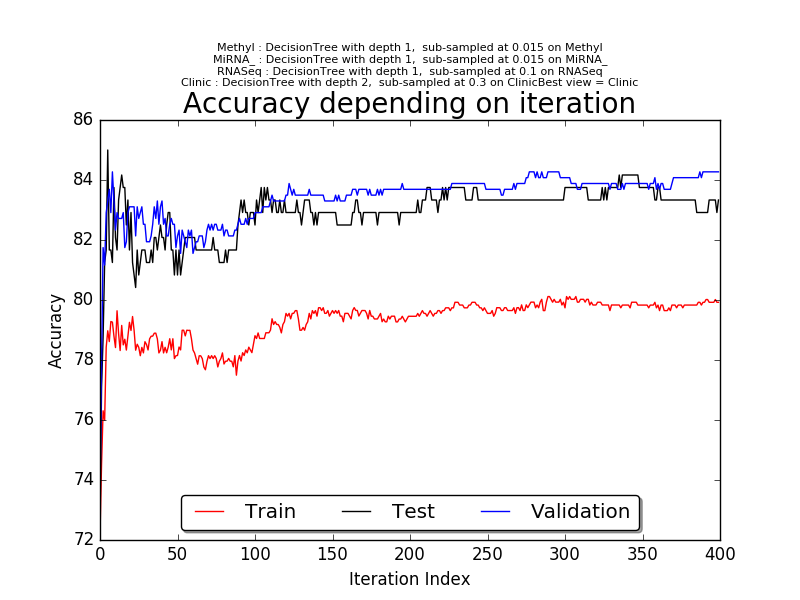 Methyl : DecisionTree with depth 1,  sub-sampled at 0.015 on Methyl
MiRNA_ : DecisionTree with depth 1,  sub-sampled at 0.015 on MiRNA_
RNASeq : DecisionTree with depth 1,  sub-sampled at 0.1 on RNASeq
Clinic : DecisionTree with depth 2,  sub-sampled at 0.3 on ClinicBest view = Clinic
Accuracy depending on iteration
86
84
82
80
78
76
74
72
Accuracy
Train Test Validation
0 50 100 150 200 250 300 350 400
Iteration Index